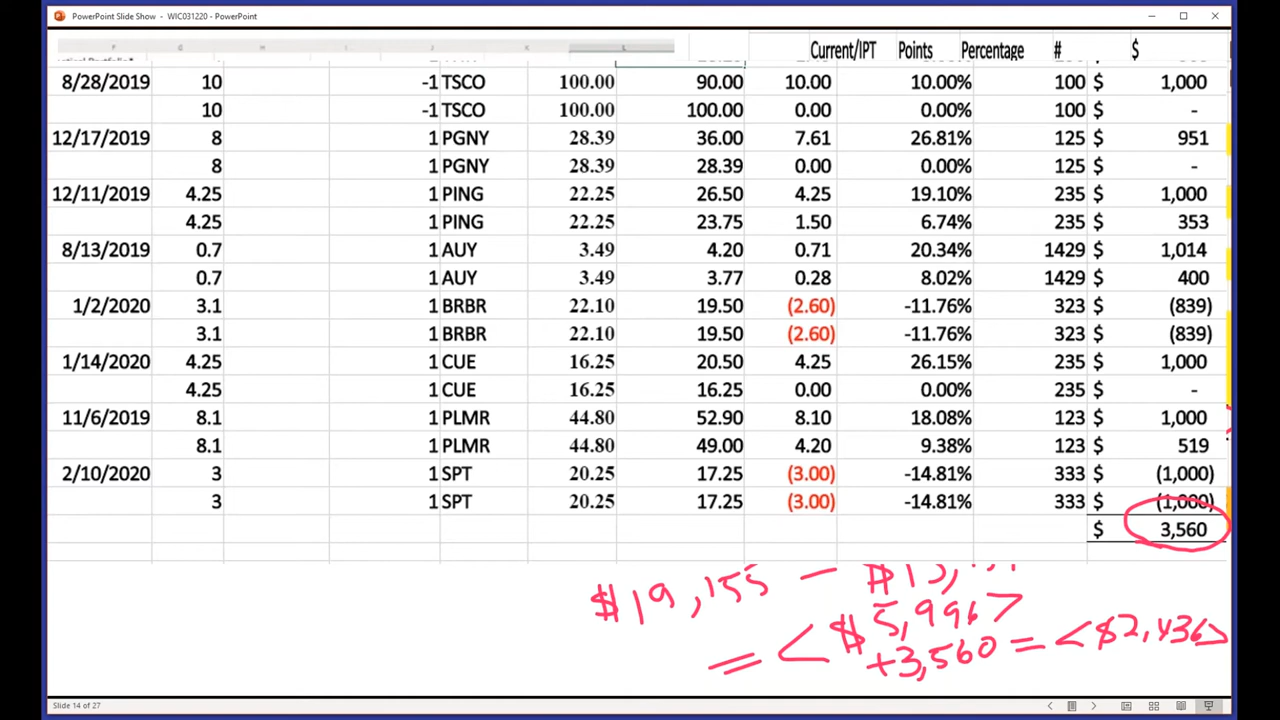 PowerPoint Slide Show - WIC031220 - PowerPoint
Current/IPT Points Percentage # $
8/28/2019 10 -1 TSCO 100.00 90.00 10.00 10.00% 100 $ 1,000
10 -1 TSCO 100.00 100.00 0.00 0.00% 100 $ -
12/17/2019 8 1 PGNY 28.39 36.00 7.61 26.81% 125 $ 951
8 1 PGNY 28.39 28.39 0.00 0.00% 125 $ -
12/11/2019 4.25 1 PING 22.25 26.50 4.25 19.10% 235 $ 1,000
4.25 1 PING 22.25 23.75 1.50 6.74% 235 $ 353
8/13/2019 0.7 1 AUY 3.49 4.20 0.71 20.34% 1429 $ 1,014
0.7 1 AUY 3.49 3.77 0.28 8.02% 1429 $ 400
1/2/2020 3.1 1 BRBR 22.10 19.50 (2.60) -11.76% 323 $ (839)
3.1 1 BRBR 22.10 19.50 (2.60) -11.76% 323 $ (839)
1/14/2020 4.25 1 CUE 16.25 20.50 4.25 26.15% 235 $ 1,000
4.25 1 CUE 16.25 16.25 0.00 0.00% 235 $ -
11/6/2019 8.1 1 PLMR 44.80 52.90 8.10 18.08% 123 $ 1,000
8.1 1 PLMR 44.80 49.00 4.20 9.38% 123 $ 519
2/10/2020 3 1 SPT 20.25 17.25 (3.00) -14.81% 333 $ (1,000)
3 1 SPT 20.25 17.25 (3.00) -14.81% 333 $ (1,000)
$ 3,560
$19,155 -
= <$5,996>
+3,560 = <$2,436>
Slide 14 of 27